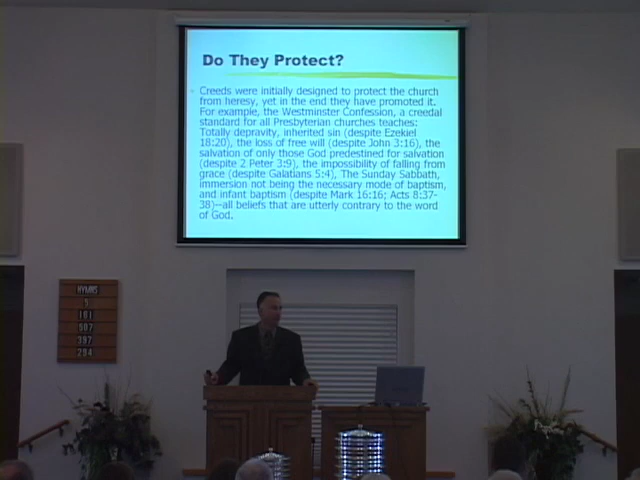 Do They Protect?
Creeds were initially designed to protect the church
from heresy, yet in the end they have promoted it.
For example, the Westminster Confession, a creedal
standard for all Presbyterian churches teaches:
Totally depravity, inherited sin (despite Ezekiel
18:20), the loss of free will (despite John 3:16), the
salvation of only those God predestined for salvation
(despite 2 Peter 3:9), the impossibility of falling from
grace (despite Galatians 5:4), The Sunday Sabbath,
immersion not being the necessary mode of baptism,
and infant baptism (despite Mark 16:16; Acts 8:37-
38)--all beliefs that are utterly contrary to the word
of God.
HYMNS
5
101
507
397
294